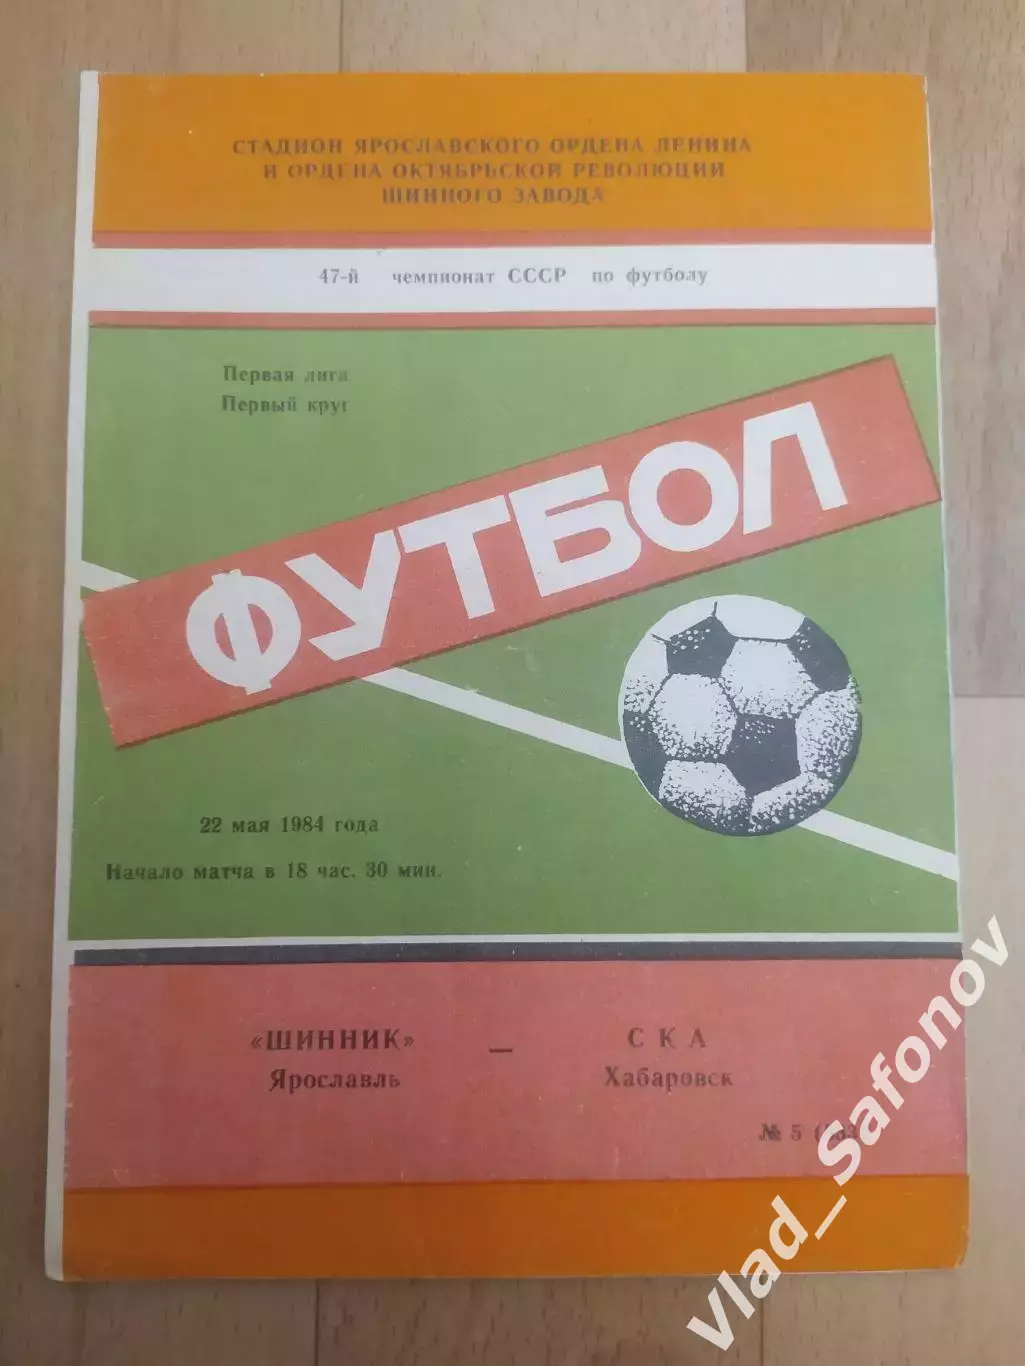 СТАДИОН ЯРОСЛАВСКОГО ОРДЕНА ЛЕНИНА
И ОРДЕНА ОКТЯБРЬСКОЙ РЕВОЛЮЦИИ
ШИННОГО ЗАВОДА
47-й чемпионат СССР по футболу
Первая лига
Первый круг
ФУТБОЛ
22 мая 1984 года
Начало матча в 18 час. 30 мин.
«ШИННИК» — СКА
Ярославль Хабаровск
№ 5
Vlad_Safonov